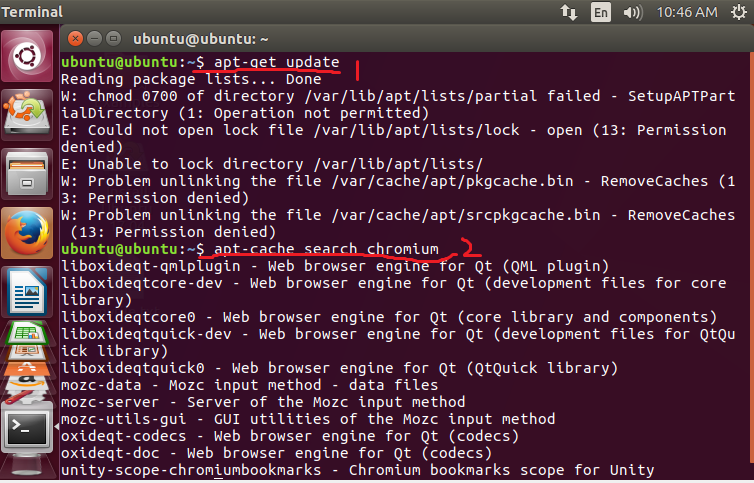 Terminal
En
10:46 AM
ubuntu@ubuntu: ~
ubuntu@ubuntu:~$ apt-get update 1
Reading package lists... Done
W: chmod 0700 of directory /var/lib/apt/lists/partial failed - SetupAPTPart
ialDirectory (1: Operation not permitted)
E: Could not open lock file /var/lib/apt/lists/lock - open (13: Permission
denied)
E: Unable to lock directory /var/lib/apt/lists/
W: Problem unlinking the file /var/cache/apt/pkgcache.bin - RemoveCaches (1
3: Permission denied)
W: Problem unlinking the file /var/cache/apt/srcpkgcache.bin - RemoveCaches
(13: Permission denied)
ubuntu@ubuntu:~$ apt-cache search chromium 2
liboxideqt-qmlplugin - Web browser engine for Qt (QML plugin)
liboxideqtcore-dev - Web browser engine for Qt (development files for core
library)
liboxideqtcore0 - Web browser engine for Qt (core library and components)
liboxideqtquick-dev - Web browser engine for Qt (development files for QtQu
ick library)
liboxideqtquick0 - Web browser engine for Qt (QtQuick library)
mozc-data - Mozc input method - data files
mozc-server - Server of the Mozc input method
mozc-utils-gui - GUI utilities of the Mozc input method
oxideqt-codecs - Web browser engine for Qt (codecs)
oxideqt-doc - Web browser engine for Qt (codecs)
unity-scope-chromiumbookmarks - Chromium bookmarks scope for Unity